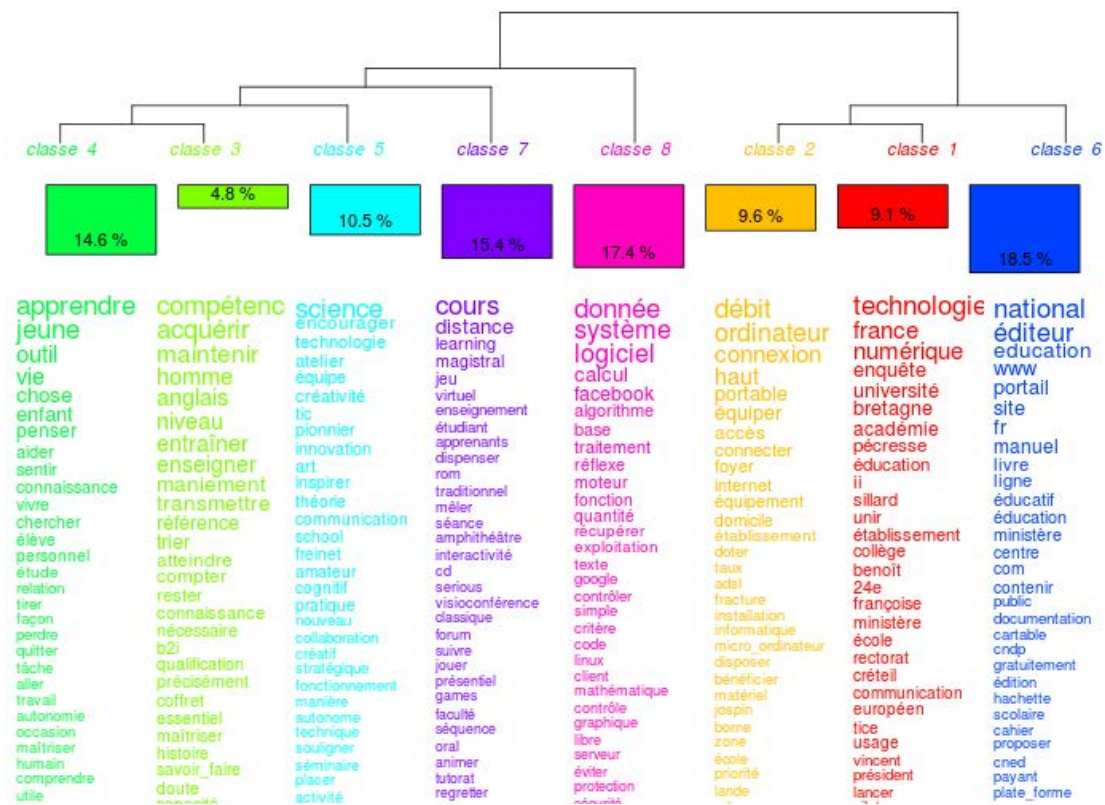 classe 4
classe 3
classe 5
classe 7
classe 8
classe 2
classe 1
classe 6
14.6 %
4.8 %
10.5 %
15.4 %
17.4 %
9.6 %
9.1 %
18.5 %
apprendre
jeune
outil
vie
chose
enfant
penser
aider
sentir
connaissance
vivre
chercher
élève
personnel
étude
relation
tirer
façon
perdre
quitter
tâche
aller
travail
autonomie
occasion
maîtriser
humain
comprendre
utile
compétenc
acquérir
maintenir
homme
anglais
niveau
entraîner
enseigner
maniement
transmettre
référence
trier
atteindre
compter
rester
connaissance
nécessaire
b2i
qualification
précisément
coffret
essentiel
maîtriser
histoire
savoir_faire
doute
science
encourager
technologie
atelier
équipe
créativité
tic
pionnier
innovation
art
inspirer
théorie
communication
school
freinet
amateur
cognitif
pratique
nouveau
collaboration
créatif
stratégique
fonctionnement
manière
autonome
technique
souligner
séminaire
placer
activité
cours
distance
learning
magistral
jeu
virtuel
enseignement
étudiant
apprenants
dispenser
rom
traditionnel
mêler
séance
amphithéâtre
interactivité
cd
serious
visioconférence
classique
forum
suivre
jouer
présentiel
games
faculté
séquence
oral
animer
tutorat
regretter
donnée
système
logiciel
calcul
facebook
algorithme
base
traitement
réflexe
moteur
fonction
quantité
récupérer
exploitation
texte
google
contrôler
simple
critère
code
linux
client
mathématique
contrôle
graphique
libre
serveur
éviter
protection
débit
ordinateur
connexion
haut
portable
équiper
accès
connecter
foyer
internet
équipement
domicile
établissement
doter
taux
adsl
fracture
installation
informatique
micro_ordinateur
disposer
bénéficier
matériel
jospin
borne
zone
école
priorité
lande
technologie
france
numérique
enquête
université
bretagne
académie
pécresse
éducation
ii
sillard
unir
établissement
collège
benoît
24e
françoise
ministère
école
rectorat
créteil
communication
européen
tice
usage
vincent
président
lancer
national
éditeur
education
www
portail
site
fr
manuel
livre
ligne
éducatif
éducation
ministère
centre
com
contenir
public
documentation
cartable
cndp
gratuitement
édition
hachette
scolaire
cahier
proposer
cned
payant
plate_forme